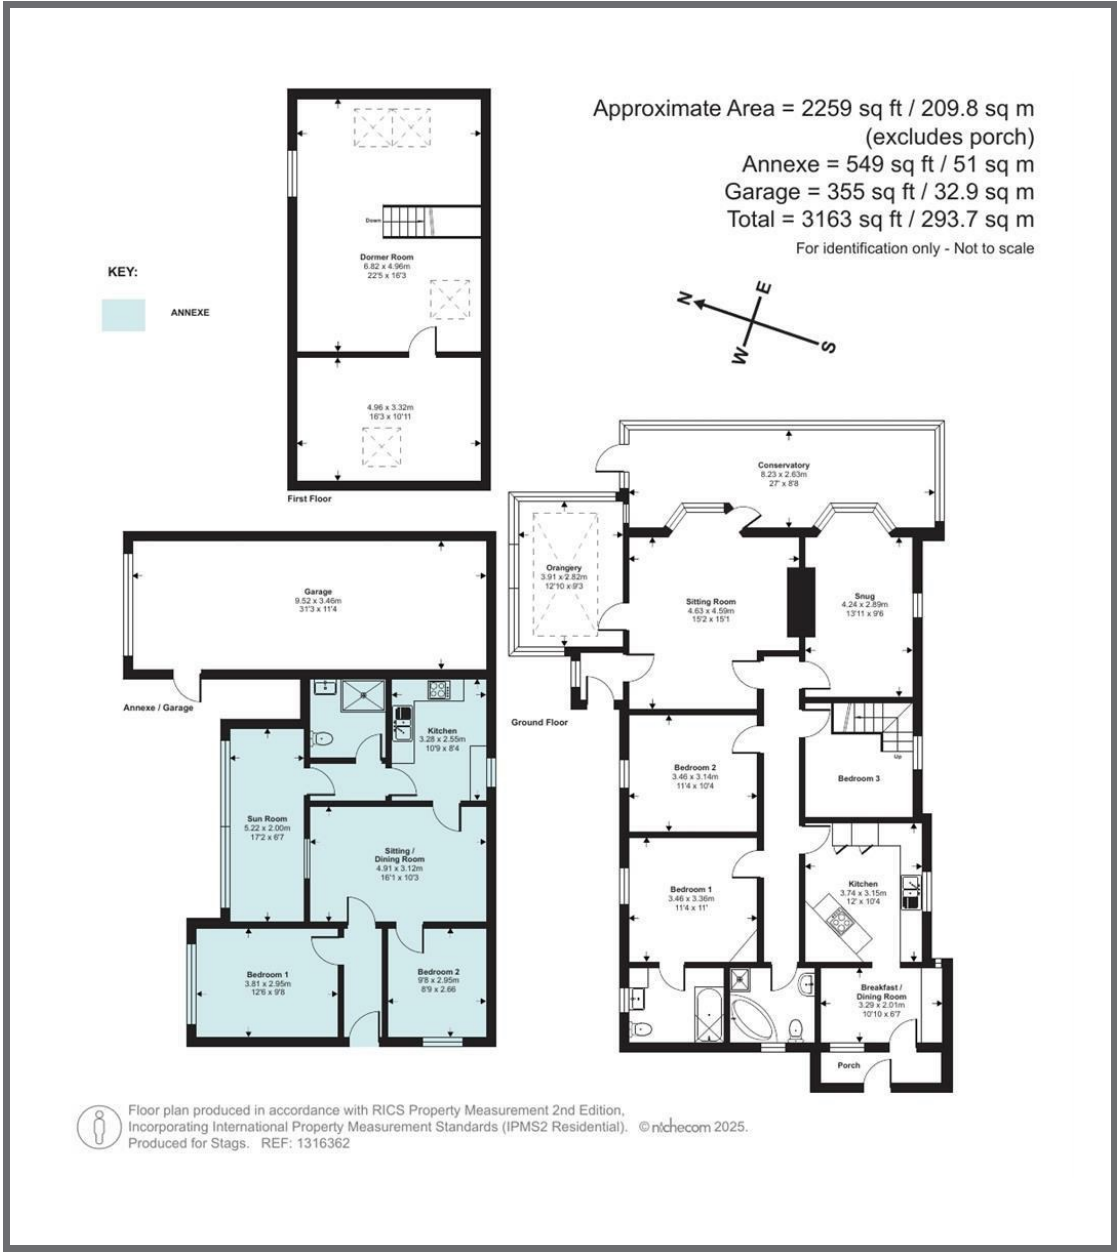 Approximate Area = 2259 sq ft / 209.8 sq m
(excludes porch)
Annexe = 549 sq ft / 51 sq m
Garage = 355 sq ft / 32.9 sq m
Total = 3163 sq ft / 293.7 sq m
For identification only - Not to scale
N
E
W
S
KEY:
ANNEXE
Down
Dormer Room
6.82 x 4.96m
22'5 x 16'3
4.96 x 3.32m
16'3 x 10'11
First Floor
Garage
9.52 x 3.46m
31'3 x 11'4
Annexe / Garage
Kitchen
3.28 x 2.55m
10'9 x 8'4
Sun Room
5.22 x 2.00m
17'2 x 6'7
Sitting /
Dining Room
4.91 x 3.12m
16'1 x 10'3
Bedroom 1
3.81 x 2.95m
12'6 x 9'8
Bedroom 2
9'8 x 2.95m
8'9 x 2.66
Conservatory
8.23 x 2.63m
27' x 8'8
Orangery
3.91 x 2.82m
12'10 x 9'3
Sitting Room
4.63 x 4.59m
15'2 x 15'1
Snug
4.24 x 2.89m
13'11 x 9'6
Ground Floor
Bedroom 2
3.46 x 3.14m
11'4 x 10'4
Up
Bedroom 3
Bedroom 1
3.46 x 3.36m
11'4 x 11'
Kitchen
3.74 x 3.15m
12' x 10'4
Breakfast /
Dining Room
3.29 x 2.01m
10'10 x 6'7
Porch
Floor plan produced in accordance with RICS Property Measurement 2nd Edition,
Incorporating International Property Measurement Standards (IPMS2 Residential). © nichecom 2025.
Produced for Stags. REF: 1316362